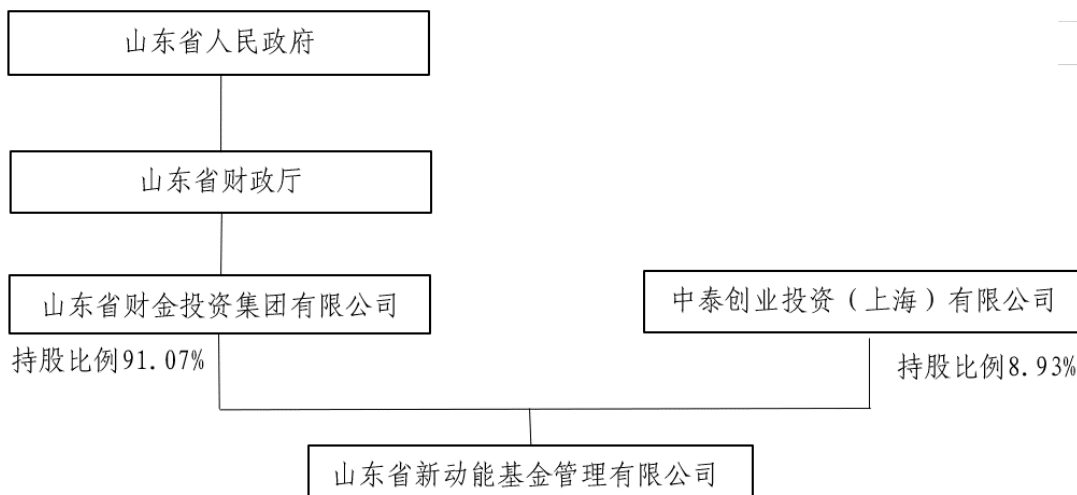 山东省人民政府
山东省财政厅
山东省财金投资集团有限公司
中泰创业投资（上海）有限公司
持股比例91.07%
持股比例8.93%
山东省新动能基金管理有限公司